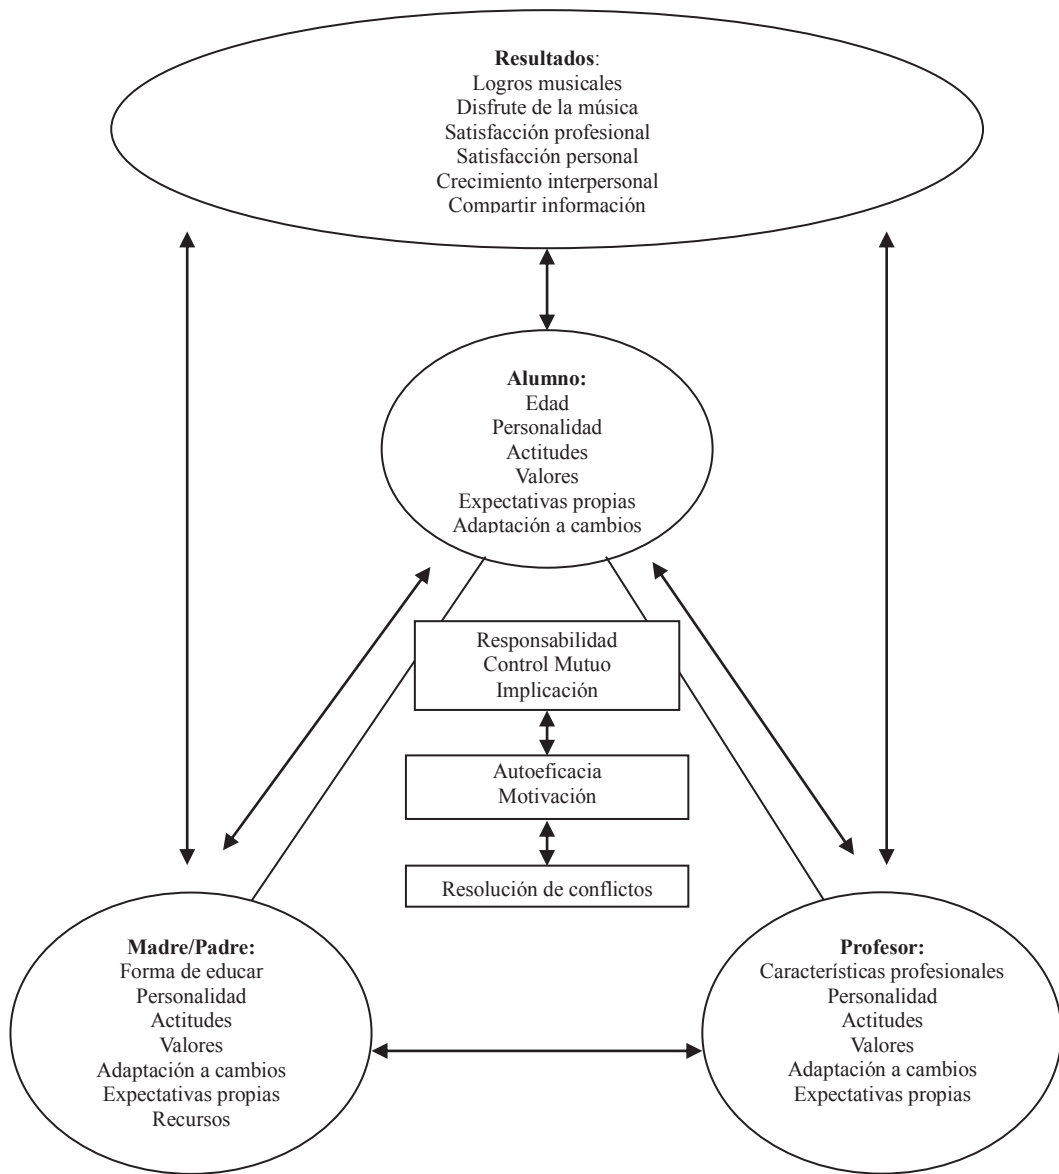 Resultados:
Logros musicales
Disfrute de la música
Satisfacción profesional
Satisfacción personal
Crecimiento interpersonal
Compartir información
Alumno:
Edad
Personalidad
Actitudes
Valores
Expectativas propias
Adaptación a cambios
Responsabilidad
Control Mutuo
Implicación
Autoeficacia
Motivación
Resolución de conflictos
Madre/Padre:
Forma de educar
Personalidad
Actitudes
Valores
Adaptación a cambios
Expectativas propias
Recursos
Profesor:
Características profesionales
Personalidad
Actitudes
Valores
Adaptación a cambios
Expectativas propias